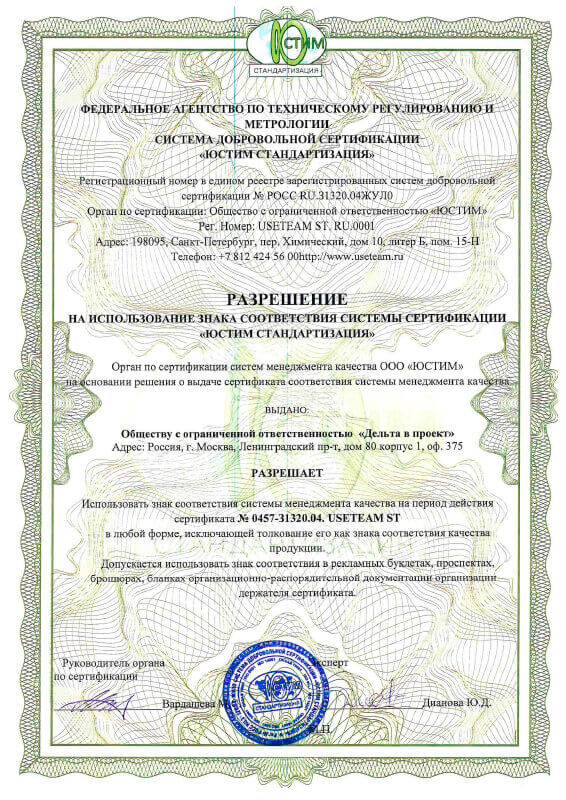 ЮСТИМ
СТАНДАРТИЗАЦИЯ
ФЕДЕРАЛЬНОЕ АГЕНТСТВО ПО ТЕХНИЧЕСКОМУ РЕГУЛИРОВАНИЮ И
МЕТРОЛОГИИ
СИСТЕМА ДОБРОВОЛЬНОЙ СЕРТИФИКАЦИИ
«ЮСТИМ СТАНДАРТИЗАЦИЯ»
Регистрационный номер в едином реестре зарегистрированных систем добровольной
сертификации № РОСС RU.31320.04ЖУЛ0
Орган по сертификации: Общество с ограниченной ответственностью «ЮСТИМ»
Рег. Номер: USETEAM ST. RU.0001
Адрес: 198095, Санкт-Петербург, пер. Химический, дом 10, литер Б, пом. 15-Н
Телефон: +7 812 424 56 00http://www.useteam.ru
РАЗРЕШЕНИЕ
НА ИСПОЛЬЗОВАНИЕ ЗНАКА СООТВЕТСТВИЯ СИСТЕМЫ СЕРТИФИКАЦИИ
«ЮСТИМ СТАНДАРТИЗАЦИЯ»
Орган по сертификации систем менеджмента качества ООО «ЮСТИМ»
на основании решения о выдаче сертификата соответствия системы менеджмента качества
ВЫДАНО:
Обществу с ограниченной ответственностью «Дельта в проект»
Адрес: Россия, г. Москва, Ленинградский пр-т, дом 80 корпус 1, оф. 375
РАЗРЕШАЕТ
Использовать знак соответствия системы менеджмента качества на период действия
сертификата № 0457-31320.04. USETEAM ST
в любой форме, исключающей толкование его как знака соответствия качества
продукции.
Допускается использовать знак соответствия в рекламных буклетах, проспектах,
брошюрах, бланках организационно-распорядительной документации организации
держателя сертификата.
Руководитель органа
по сертификации
Эксперт
Вардашева
Дианова Ю.Д.
СТАНДАРТИЗАЦИЯ
М.П.